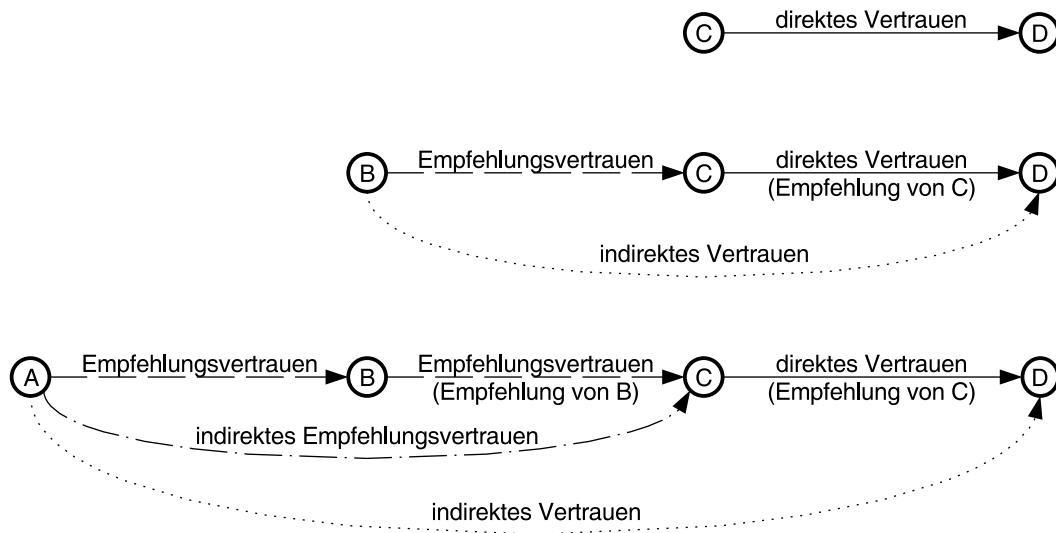 direktes Vertrauen
C D
Empfehlungsvertrauen direktes Vertrauen
B C D
(Empfehlung von C)
indirektes Vertrauen
Empfehlungsvertrauen Empfehlungsvertrauen direktes Vertrauen
A B C D
(Empfehlung von B) (Empfehlung von C)
indirektes Empfehlungsvertrauen
indirektes Vertrauen